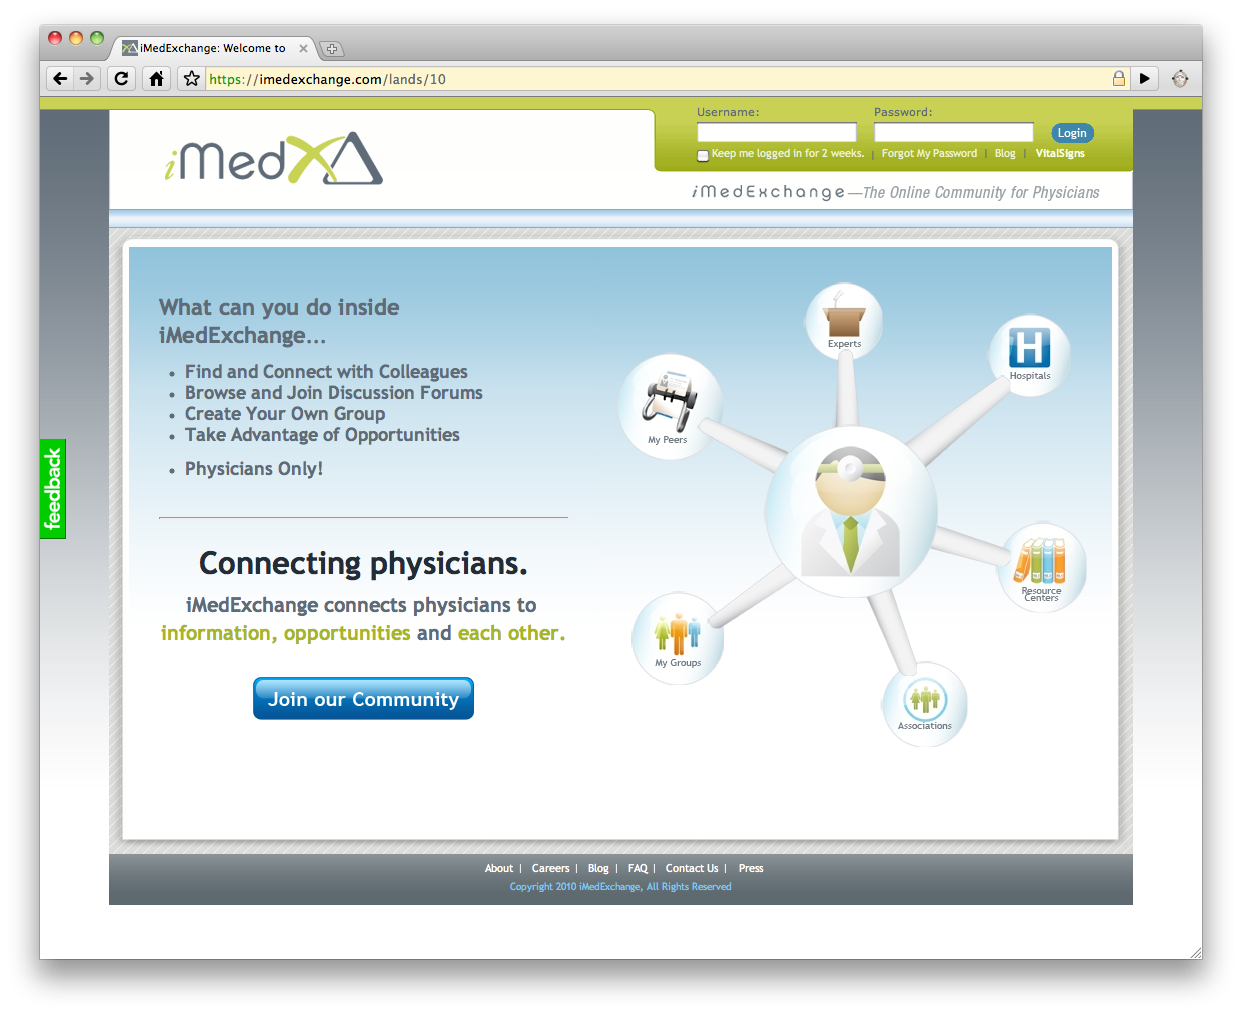 iMedExchange: Welcome to
https://imedexchange.com/lands/10
Username:
Password:
Login
Keep me logged in for 2 weeks. | Forgot My Password | Blog | VitalSigns
iMedX
iMedExchange—The Online Community for Physicians
What can you do inside
iMedExchange...
• Find and Connect with Colleagues
• Browse and Join Discussion Forums
• Create Your Own Group
• Take Advantage of Opportunities
• Physicians Only!
Experts
H
Hospitals
My Peers
Resource
Centers
My Groups
Associations
feedback
Connecting physicians.
iMedExchange connects physicians to
information, opportunities and each other.
Join our Community
About | Careers | Blog | FAQ | Contact Us | Press
Copyright 2010 iMedExchange, All Rights Reserved